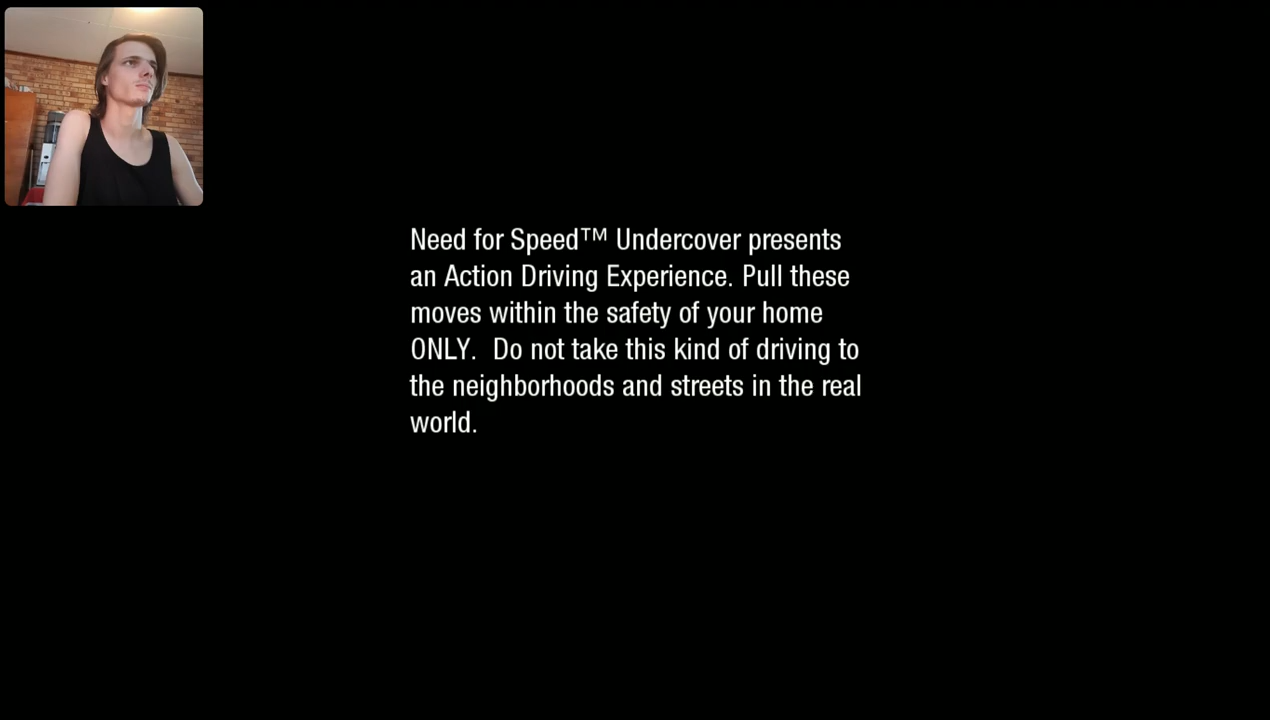 Need for Speed™ Undercover presents
an Action Driving Experience. Pull these
moves within the safety of your home
ONLY.  Do not take this kind of driving to
the neighborhoods and streets in the real
world.